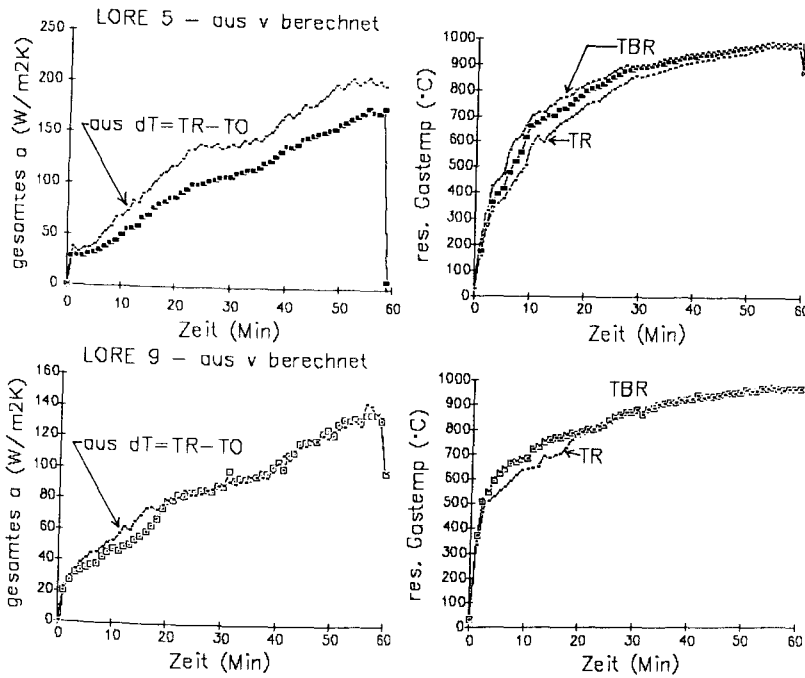 LORE 5 – aus v berechnet
gesamtes a (W/m2K)
250
200
150
100
50
0
aus dT=TR–TO
0 10 20 30 40 50 60
Zeit (Min)
res. Gastemp (°C)
1000
900
800
700
600
500
400
300
200
100
0
TBR
TR
0 10 20 30 40 50 60
Zeit (Min)
LORE 9 – aus v berechnet
gesamtes a (W/m2K)
160
140
120
100
80
60
40
20
0
aus dT=TR–TO
0 10 20 30 40 50 60
Zeit (Min)
res. Gastemp (°C)
1000
900
800
700
600
500
400
300
200
100
0
TBR
TR
0 10 20 30 40 50 60
Zeit (Min)